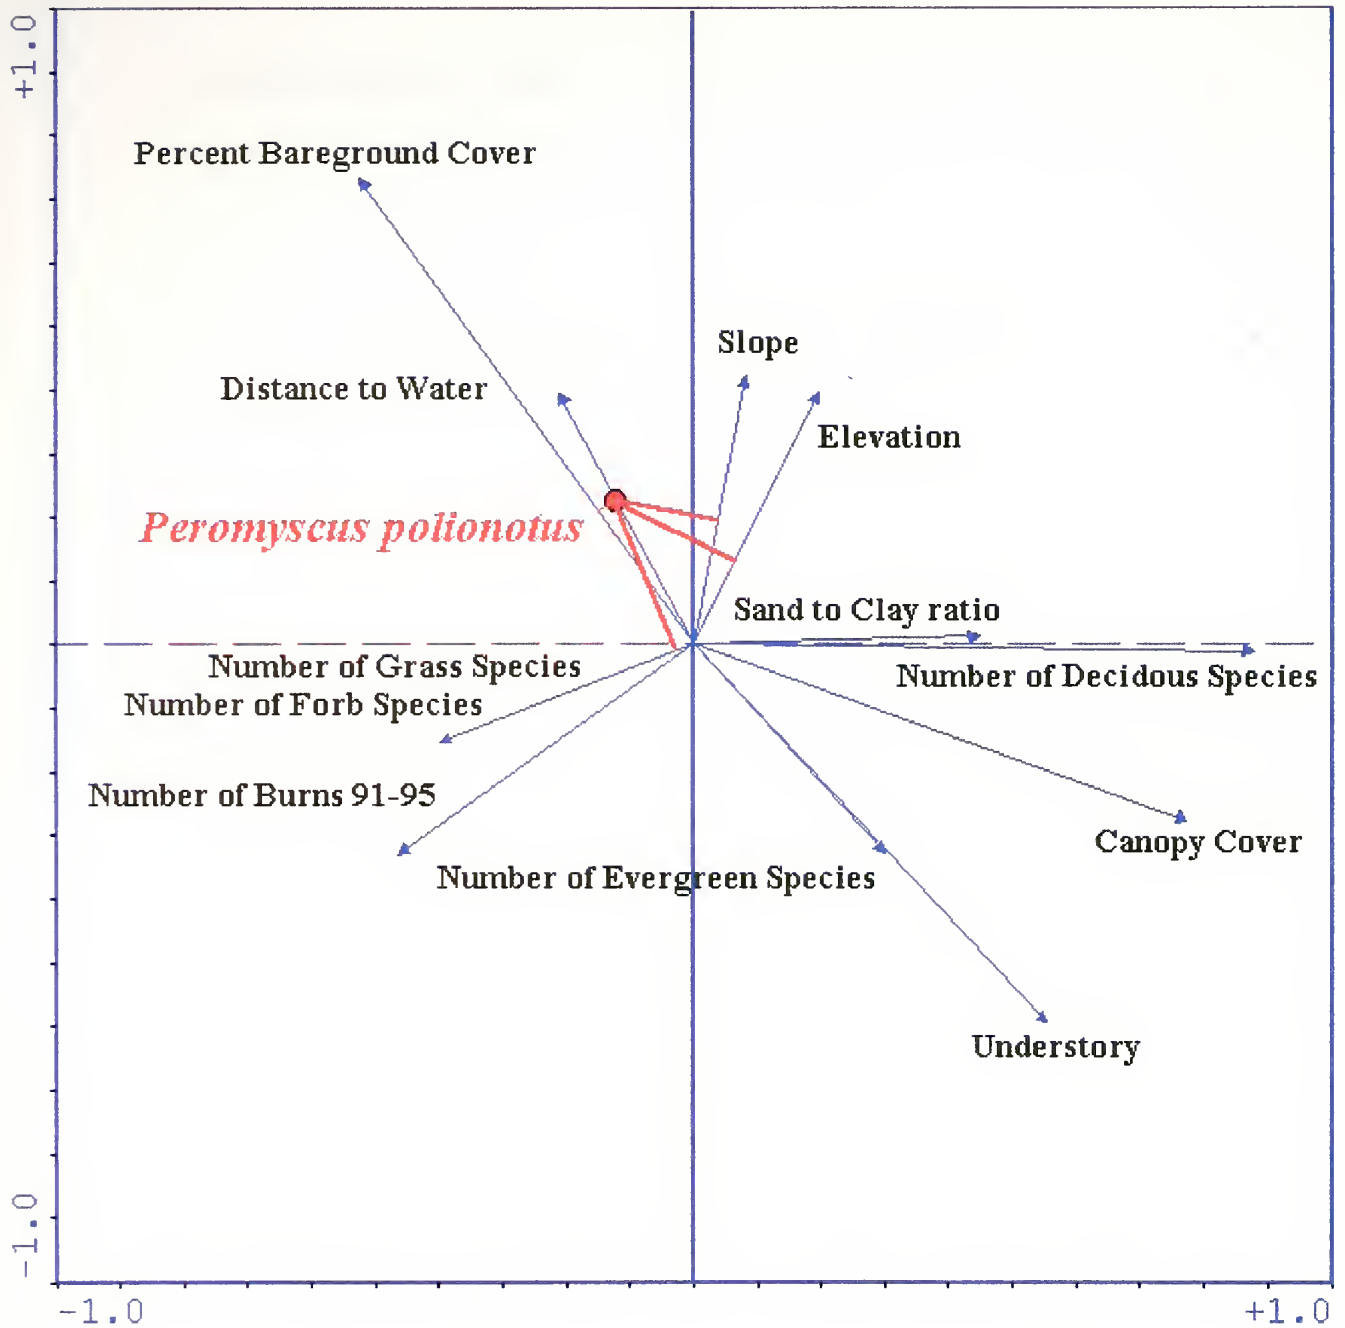 +1.0
Percent Bareground Cover
Slope
Distance to Water
Elevation
Peromyscus polionotus
Sand to Clay ratio
Number of Grass Species
Number of Decidous Species
Number of Forb Species
Number of Burns 91-95
Canopy Cover
Number of Evergreen Species
Understory
-1.0
-1.0
+1.0